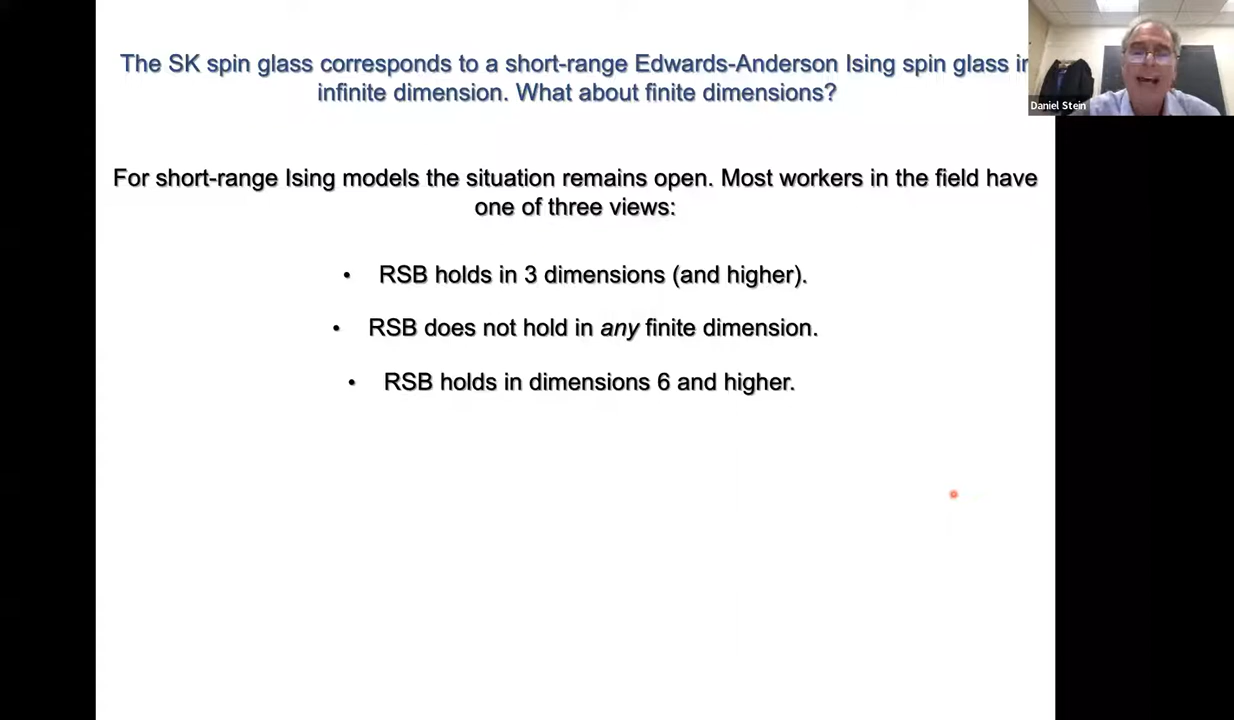 The SK spin glass corresponds to a short-range Edwards-Anderson Ising spin glass in
infinite dimension. What about finite dimensions?
Daniel Stein
For short-range Ising models the situation remains open. Most workers in the field have
one of three views:
• RSB holds in 3 dimensions (and higher).
• RSB does not hold in any finite dimension.
• RSB holds in dimensions 6 and higher.